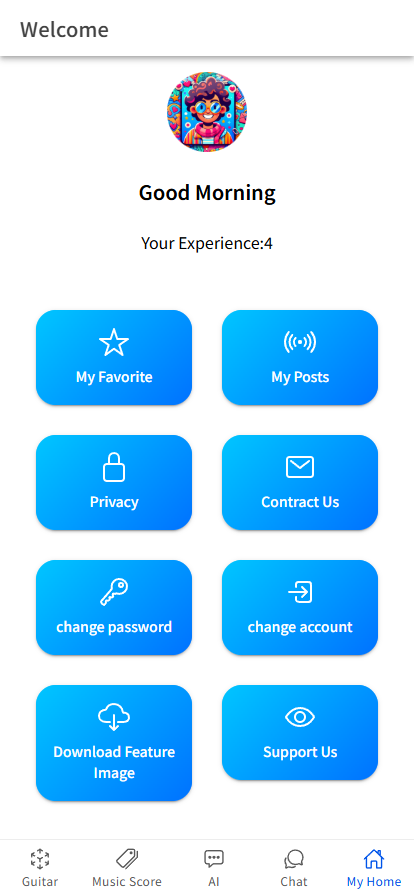 Welcome
Good Morning
Your Experience:4
My Favorite
My Posts
Privacy
Contract Us
change password
change account
Download Feature
Image
Support Us
Guitar
Music Score
AI
Chat
My Home